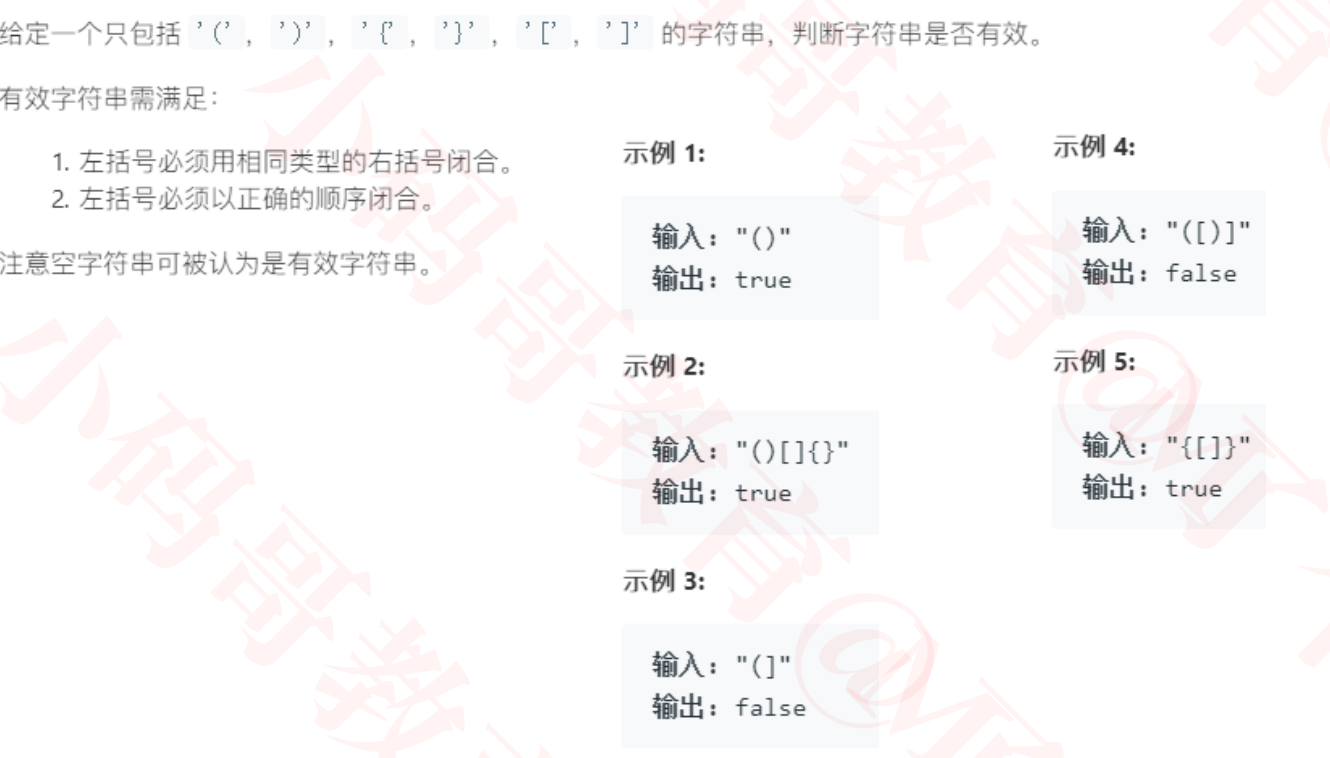 给定一个只包括 '('，')'，'{'，'}'，'['，']' 的字符串，判断字符串是否有效。
有效字符串需满足：
1. 左括号必须用相同类型的右括号闭合。
2. 左括号必须以正确的顺序闭合。
注意空字符串可被认为是有效字符串。
示例 1:
输入: "()"
输出: true
示例 2:
输入: "()[]{}"
输出: true
示例 3:
输入: "(]"
输出: false
示例 4:
输入: "([)]"
输出: false
示例 5:
输入: "{[]}"
输出: true
小码哥教育@M
小码哥教育@M